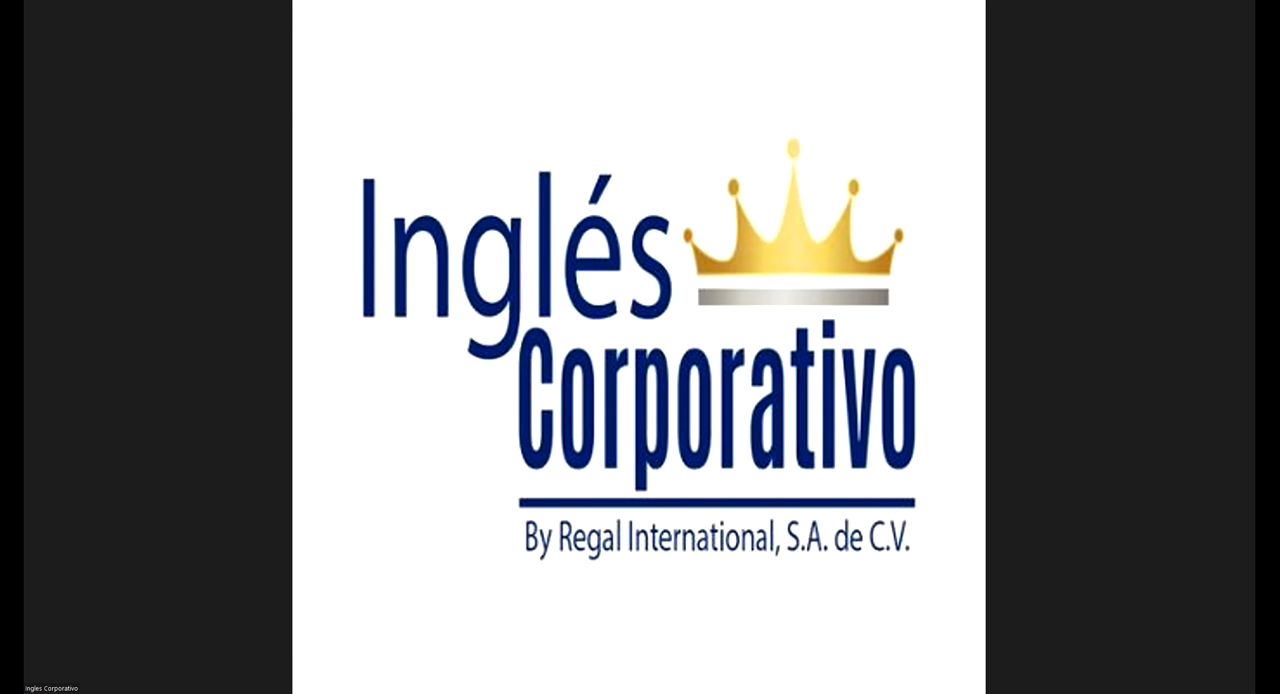 Inglés
Corporativo
By Regal International, S.A. de C.V.
Ingles Corporativo